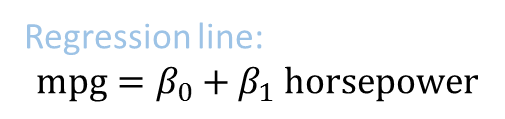 Regression line:
mpg = β₀ + β₁ horsepower